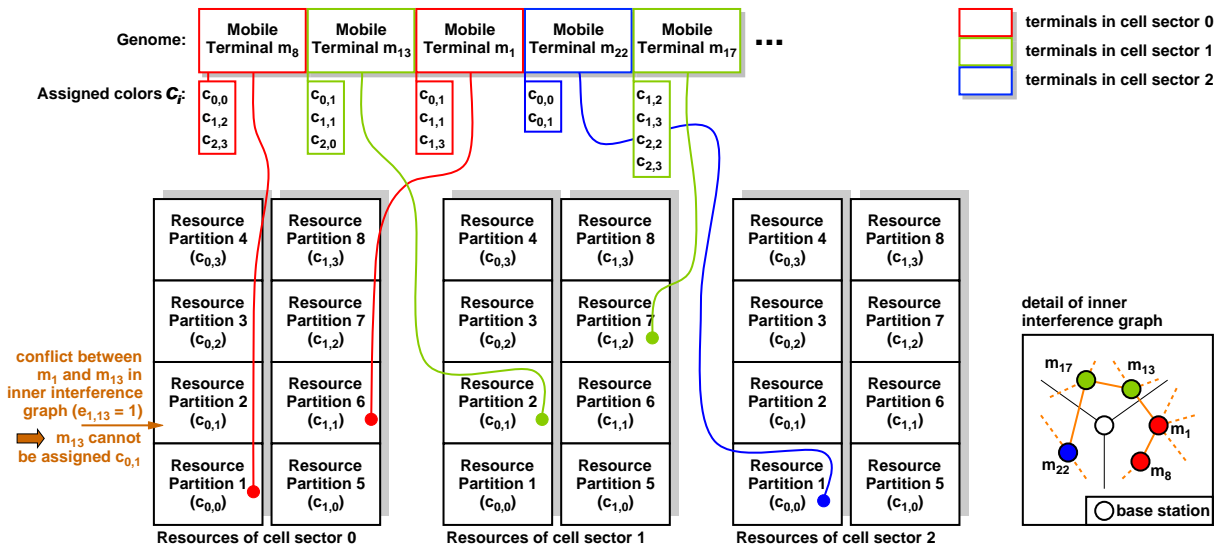 Genome:
Mobile
Terminal m8
Mobile
Terminal m13
Mobile
Terminal m1
Mobile
Terminal m22
Mobile
Terminal m17
...
terminals in cell sector 0
terminals in cell sector 1
terminals in cell sector 2
Assigned colors Ci:
c0,0
c1,2
c2,3
c0,1
c1,1
c2,0
c0,1
c1,1
c1,3
c0,0
c0,1
c1,2
c1,3
c2,2
c2,3
Resource
Partition 4
(c0,3)
Resource
Partition 8
(c1,3)
Resource
Partition 3
(c0,2)
Resource
Partition 7
(c1,2)
Resource
Partition 2
(c0,1)
Resource
Partition 6
(c1,1)
Resource
Partition 1
(c0,0)
Resource
Partition 5
(c1,0)
Resources of cell sector 0
Resource
Partition 4
(c0,3)
Resource
Partition 8
(c1,3)
Resource
Partition 3
(c0,2)
Resource
Partition 7
(c1,2)
Resource
Partition 2
(c0,1)
Resource
Partition 6
(c1,1)
Resource
Partition 1
(c0,0)
Resource
Partition 5
(c1,0)
Resources of cell sector 1
Resource
Partition 4
(c0,3)
Resource
Partition 8
(c1,3)
Resource
Partition 3
(c0,2)
Resource
Partition 7
(c1,2)
Resource
Partition 2
(c0,1)
Resource
Partition 6
(c1,1)
Resource
Partition 1
(c0,0)
Resource
Partition 5
(c1,0)
Resources of cell sector 2
conflict between
m1 and m13 in
inner interference
graph (e1,13 = 1)
m13 cannot
be assigned c0,1
detail of inner
interference graph
m17
m13
m1
m22
m8
base station